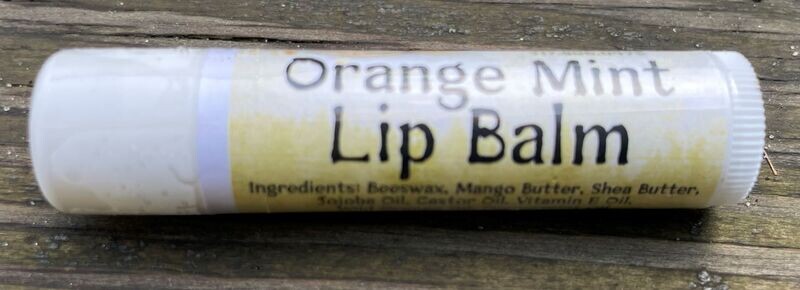 Orange Mint
Lip Balm
Ingredients: Beeswax, Mango Butter, Shea Butter,
Jojoba Oil, Castor Oil, Vitamin E Oil,